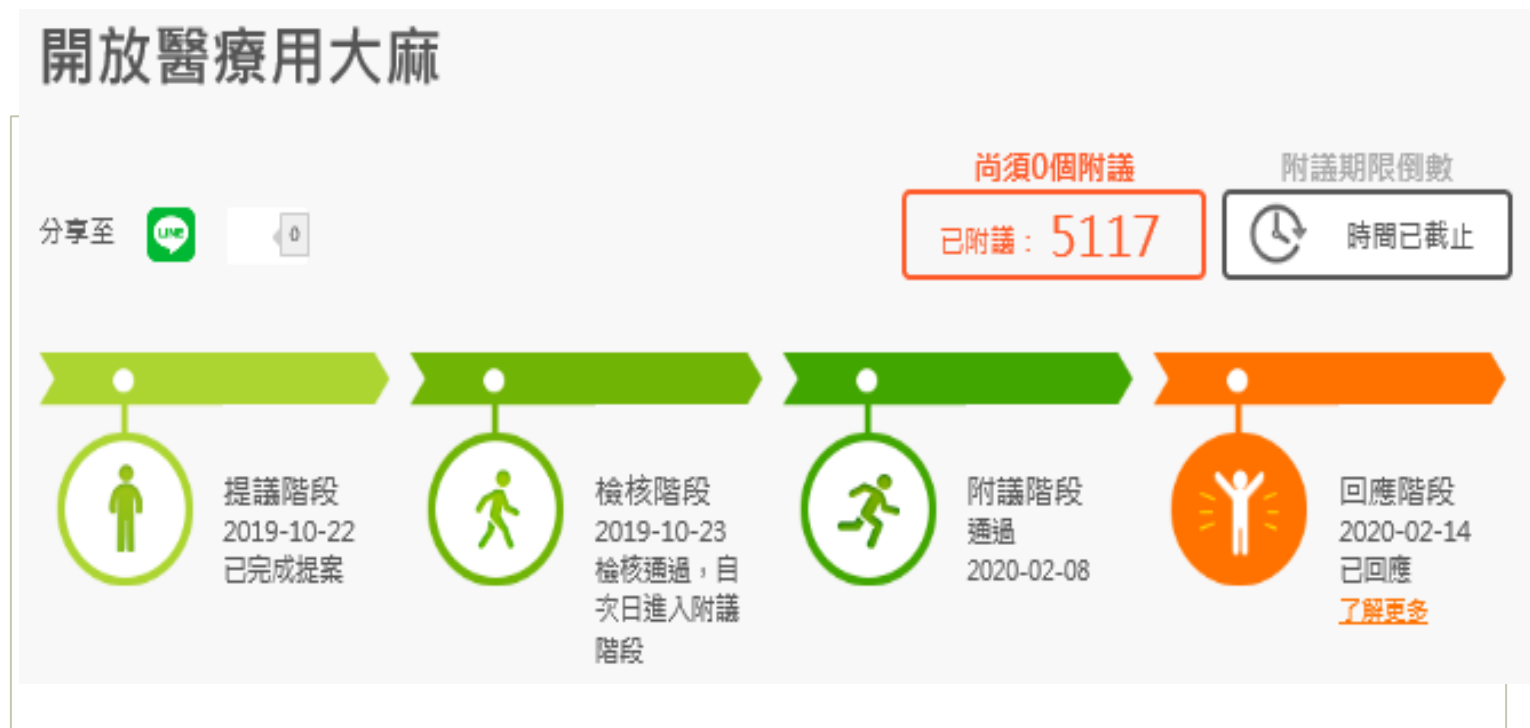 開放醫療用大麻
尚須0個附議
附議期限倒數
分享至
LINE
0
已附議： 5117
時間已截止
提議階段
2019-10-22
已完成提案
檢核階段
2019-10-23
檢核通過，自
次日進入附議
階段
附議階段
通過
2020-02-08
回應階段
2020-02-14
已回應
了解更多